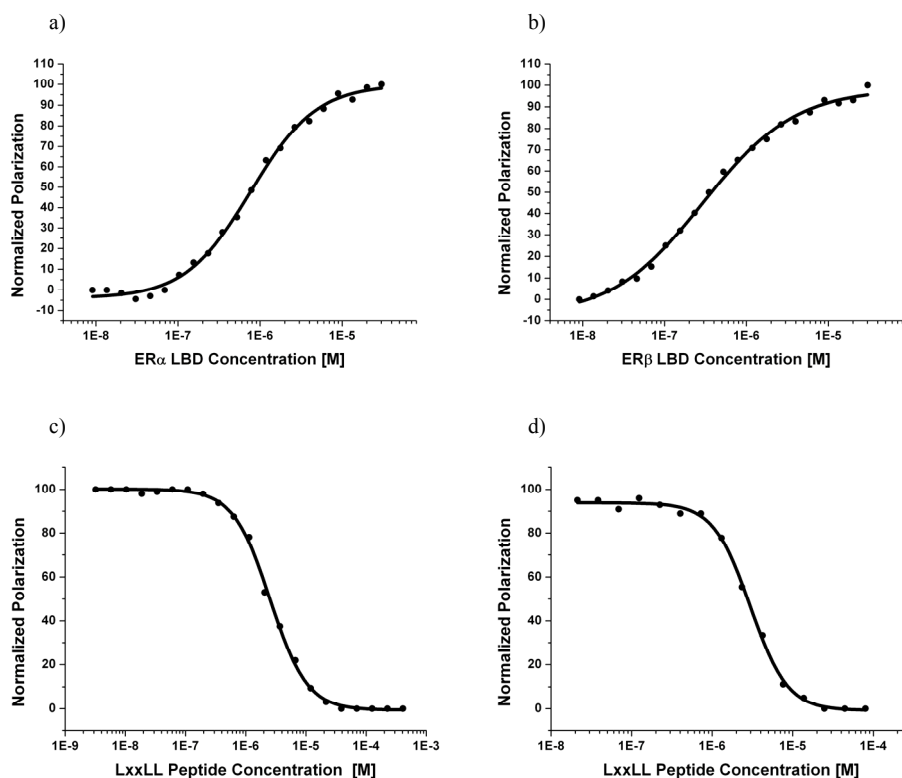 a)
110
100
90
80
70
60
50
40
30
20
10
0
-10
Normalized Polarization
1E-8
1E-7
1E-6
1E-5
ERα LBD Concentration [M]
b)
110
100
90
80
70
60
50
40
30
20
10
0
-10
Normalized Polarization
1E-8
1E-7
1E-6
1E-5
ERβ LBD Concentration [M]
c)
100
80
60
40
20
0
Normalized Polarization
1E-9
1E-8
1E-7
1E-6
1E-5
1E-4
1E-3
LxxLL Peptide Concentration [M]
d)
100
80
60
40
20
0
Normalized Polarization
1E-8
1E-7
1E-6
1E-5
1E-4
LxxLL Peptide Concentration [M]